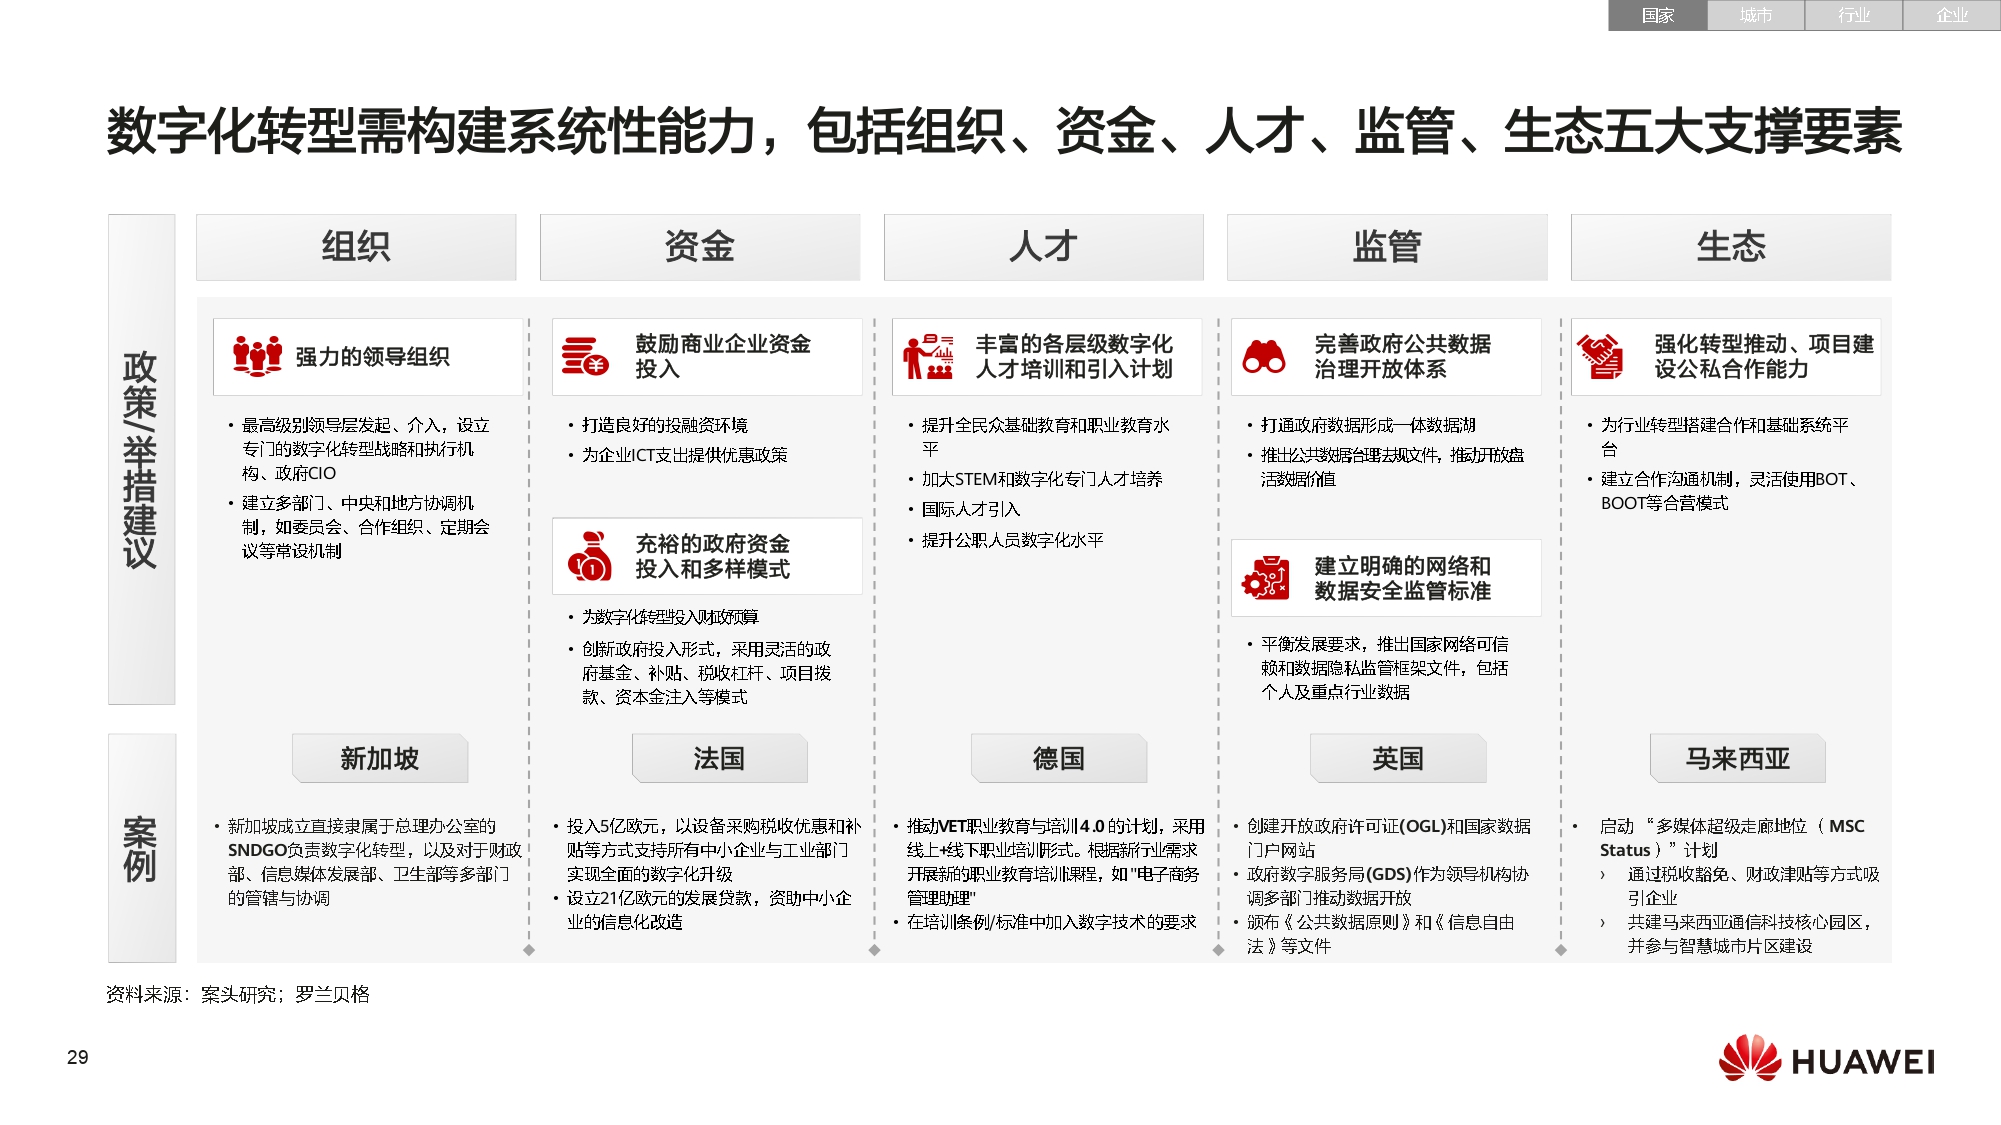 国家
城市
行业
企业
数字化转型需构建系统性能力，包括组织、资金、人才、监管、生态五大支撑要素
政策/举措建议
组织
资金
人才
监管
生态
强力的领导组织
• 最高级别领导层发起、介入，设立
专门的数字化转型战略和执行机
构、政府CIO
• 建立多部门、中央和地方协调机
制，如委员会、合作组织、定期会
议等常设机制
鼓励商业企业资金
投入
• 打造良好的投融资环境
• 为企业ICT支出提供优惠政策
充裕的政府资金
投入和多样模式
• 为数字化转型投入财政预算
• 创新政府投入形式，采用灵活的政
府基金、补贴、税收杠杆、项目拨
款、资本金注入等模式
丰富的各层级数字化
人才培训和引入计划
• 提升全民众基础教育和职业教育水
平
• 加大STEM和数字化专门人才培养
• 国际人才引入
• 提升公职人员数字化水平
完善政府公共数据
治理开放体系
• 打通政府数据形成一体数据湖
• 推出公共数据治理法规文件，推动开放盘
活数据价值
建立明确的网络和
数据安全监管标准
• 平衡发展要求，推出国家网络可信
赖和数据隐私监管框架文件，包括
个人及重点行业数据
强化转型推动、项目建
设公私合作能力
• 为行业转型搭建合作和基础系统平
台
• 建立合作沟通机制，灵活使用BOT、
BOOT等合营模式
案例
新加坡
• 新加坡成立直接隶属于总理办公室的
SNDGO负责数字化转型，以及对于财政
部、信息媒体发展部、卫生部等多部门
的管辖与协调
法国
• 投入5亿欧元，以设备采购税收优惠和补
贴等方式支持所有中小企业与工业部门
实现全面的数字化升级
• 设立21亿欧元的发展贷款，资助中小企
业的信息化改造
德国
• 推动VET职业教育与培训4.0的计划，采用
线上+线下职业培训形式。根据新行业需求
开展新的职业教育培训课程，如"电子商务
管理助理"
• 在培训条例/标准中加入数字技术的要求
英国
• 创建开放政府许可证(OGL)和国家数据
门户网站
• 政府数字服务局(GDS)作为领导机构协
调多部门推动数据开放
• 颁布《公共数据原则》和《信息自由
法》等文件
马来西亚
• 启动 “多媒体超级走廊地位（MSC
Status）” 计划
› 通过税收豁免、财政津贴等方式吸
引企业
› 共建马来西亚通信科技核心园区，
并参与智慧城市片区建设
资料来源：案头研究；罗兰贝格
29
HUAWEI